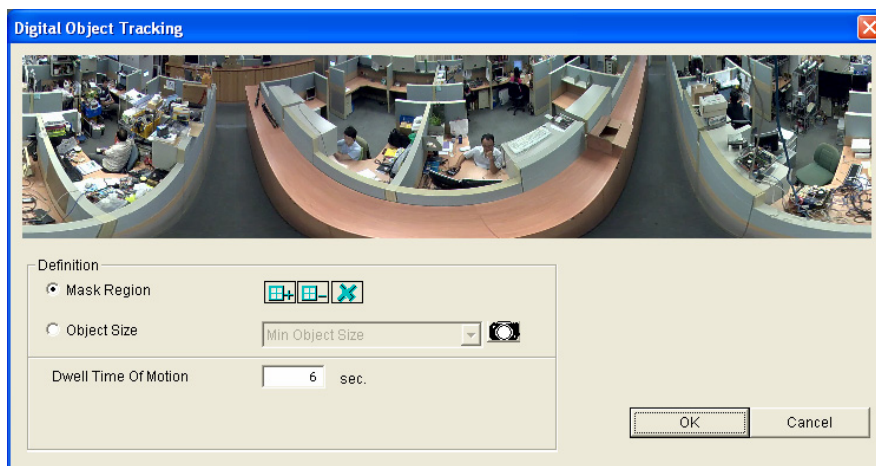 Digital Object Tracking
Definition
Mask Region
Object Size
Min Object Size
Dwell Time Of Motion 6 sec.
OK Cancel